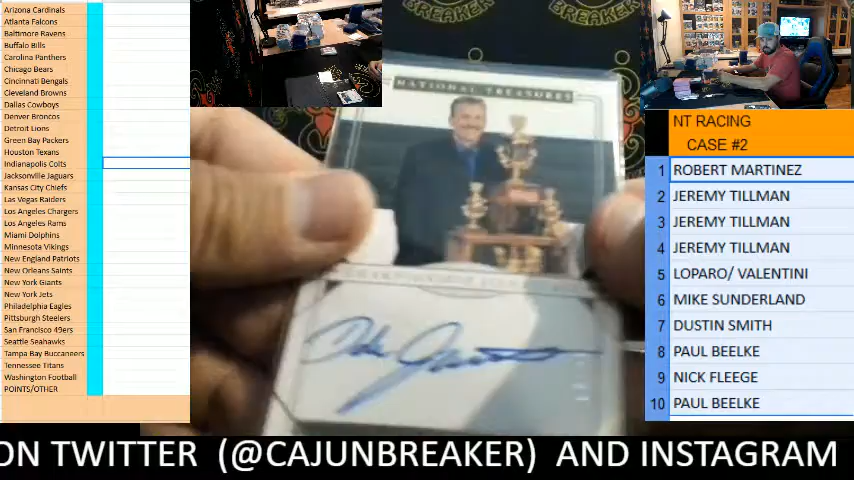 Arizona Cardinals
Atlanta Falcons
Baltimore Ravens
Buffalo Bills
Carolina Panthers
Chicago Bears
Cincinnati Bengals
Cleveland Browns
Dallas Cowboys
Denver Broncos
Detroit Lions
Green Bay Packers
Houston Texans
Indianapolis Colts
Jacksonville Jaguars
Kansas City Chiefs
Las Vegas Raiders
Los Angeles Chargers
Los Angeles Rams
Miami Dolphins
Minnesota Vikings
New England Patriots
New Orleans Saints
New York Giants
New York Jets
Philadelphia Eagles
Pittsburgh Steelers
San Francisco 49ers
Seattle Seahawks
Tampa Bay Buccaneers
Tennessee Titans
Washington Football
POINTS/OTHER
BREAKER
NATIONAL TREASURES
NT RACING
CASE #2
1 ROBERT MARTINEZ
2 JEREMY TILLMAN
3 JEREMY TILLMAN
4 JEREMY TILLMAN
5 LOPARO/ VALENTINI
6 MIKE SUNDERLAND
7 DUSTIN SMITH
8 PAUL BEELKE
9 NICK FLEEGE
10 PAUL BEELKE
ON TWITTER (@CAJUNBREAKER) AND INSTAGRAM